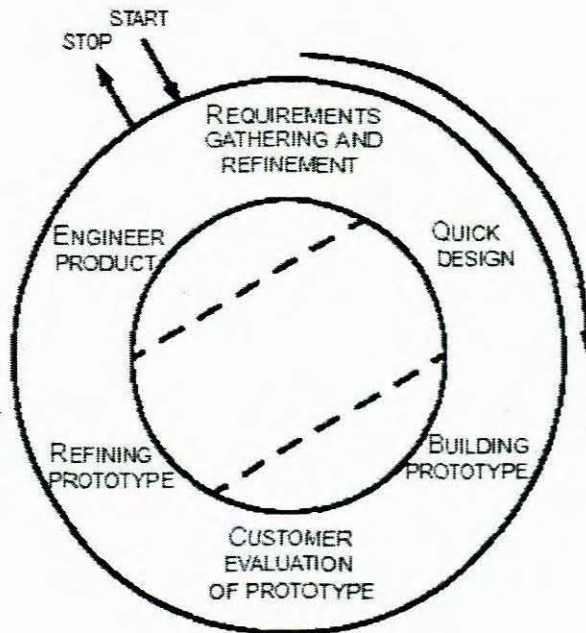 START
STOP
REQUIREMENTS
GATHERING AND
REFINEMENT
QUICK
DESIGN
BUILDING
PROTOTYPE
CUSTOMER
EVALUATION
OF PROTOTYPE
REFINING
PROTOTYPE
ENGINEER
PRODUCT